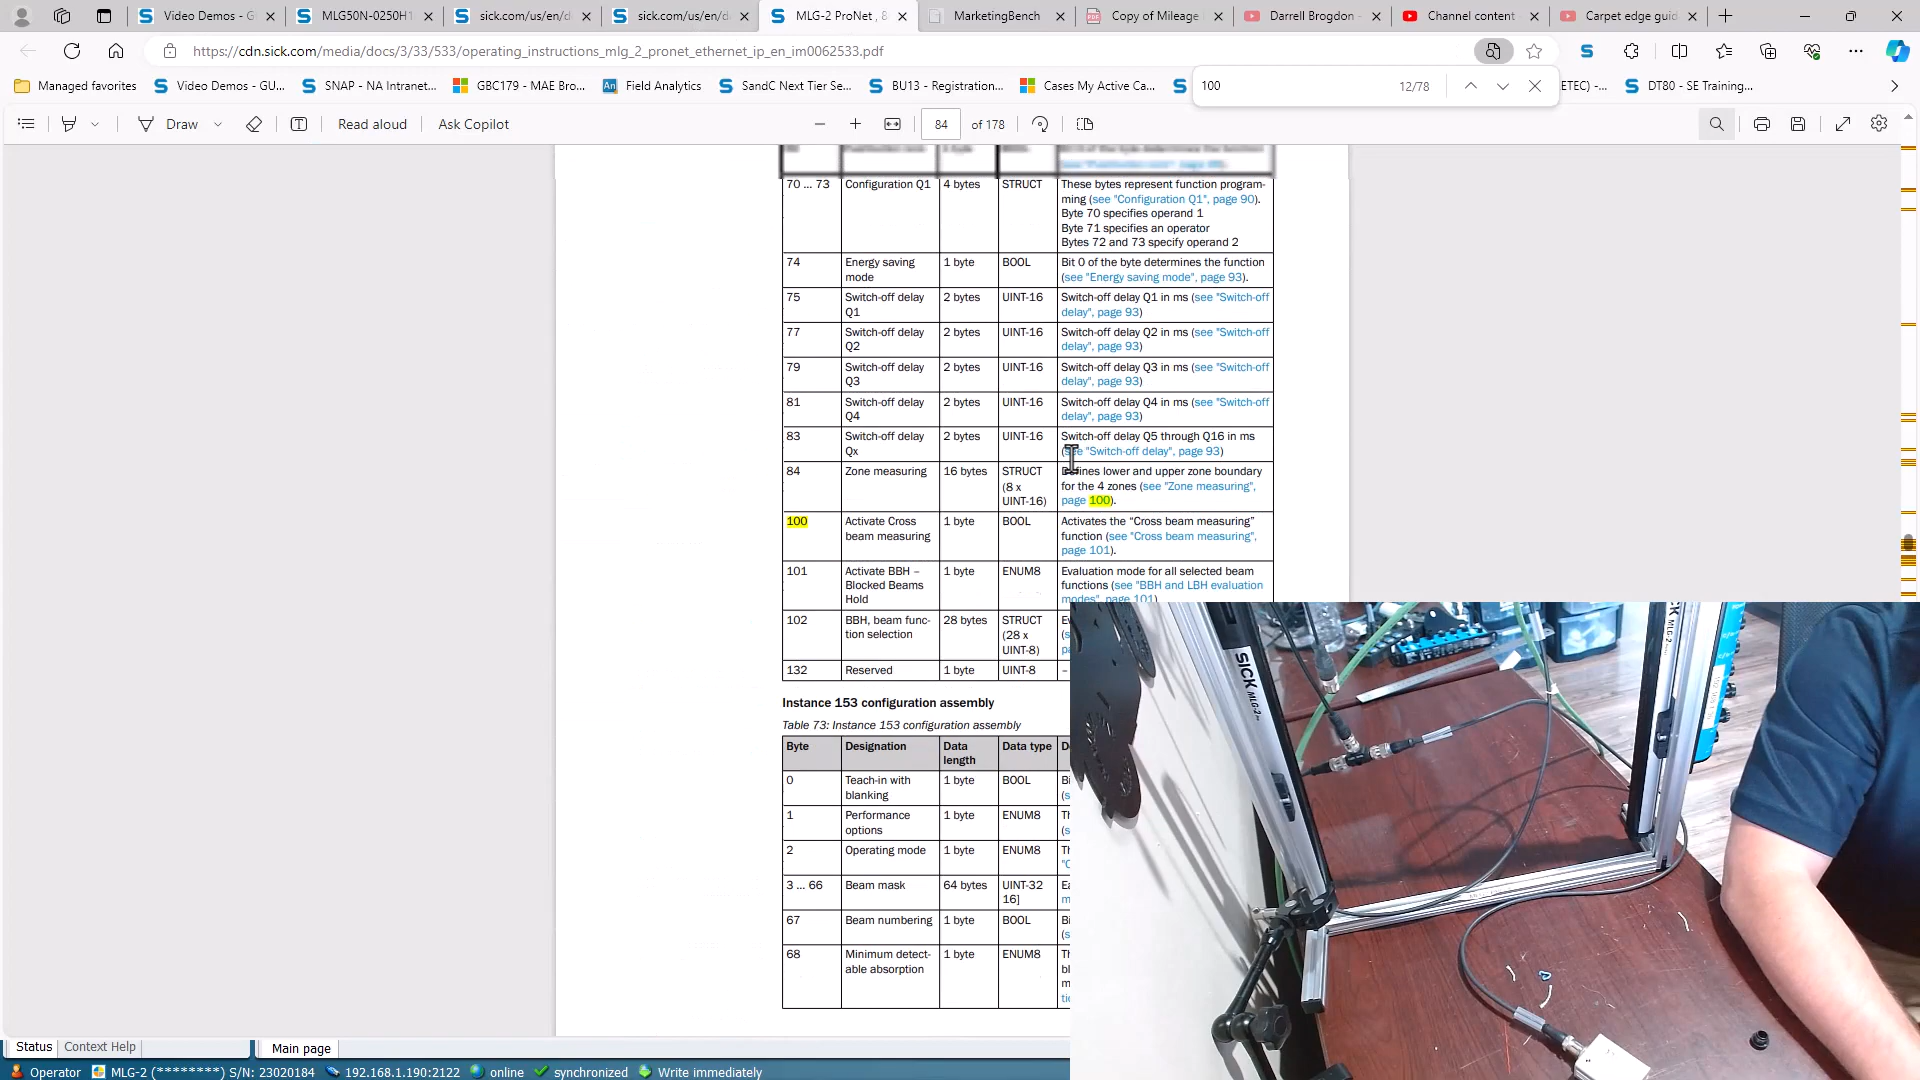 Video Demos - G
MLG50N-0250H1
sick.com/us/en/d
sick.com/us/en/d
MLG-2 ProNet , 8
MarketingBench
Copy of Mileage
Darrell Brogdon -
Channel content
Carpet edge guid
https://cdn.sick.com/media/docs/3/33/533/operating_instructions_mlg_2_pronet_ethernet_ip_en_im0062533.pdf
Managed favorites
Video Demos - GU...
SNAP - NA Intranet...
GBC179 - MAE Bro...
Field Analytics
SandC Next Tier Se...
BU13 - Registration...
Cases My Active Ca...
ETEC) -...
DT80 - SE Training...
100
12/78
Draw
Read aloud
Ask Copilot
84 of 178
70 ... 73 Configuration Q1 4 bytes STRUCT These bytes represent function program-
ming (see "Configuration Q1", page 90).
Byte 70 specifies operand 1
Byte 71 specifies an operator
Bytes 72 and 73 specify operand 2
74 Energy saving 1 byte BOOL Bit 0 of the byte determines the function
mode (see "Energy saving mode", page 93).
75 Switch-off delay 2 bytes UINT-16 Switch-off delay Q1 in ms (see "Switch-off
Q1 delay", page 93)
77 Switch-off delay 2 bytes UINT-16 Switch-off delay Q2 in ms (see "Switch-off
Q2 delay", page 93)
79 Switch-off delay 2 bytes UINT-16 Switch-off delay Q3 in ms (see "Switch-off
Q3 delay", page 93)
81 Switch-off delay 2 bytes UINT-16 Switch-off delay Q4 in ms (see "Switch-off
Q4 delay", page 93)
83 Switch-off delay 2 bytes UINT-16 Switch-off delay Q5 through Q16 in ms
Qx (see "Switch-off delay", page 93)
84 Zone measuring 16 bytes STRUCT Defines lower and upper zone boundary
(8 x for the 4 zones (see "Zone measuring",
UINT-16) page 100).
100 Activate Cross 1 byte BOOL Activates the “Cross beam measuring”
beam measuring function (see "Cross beam measuring",
page 101).
101 Activate BBH – 1 byte ENUM8 Evaluation mode for all selected beam
Blocked Beams functions (see "BBH and LBH evaluation
Hold modes", page 101)
102 BBH, beam func- 28 bytes STRUCT
tion selection (28 x
UINT-8)
132 Reserved 1 byte UINT-8 –
Instance 153 configuration assembly
Table 73: Instance 153 configuration assembly
Byte Designation Data Data type
length
0 Teach-in with 1 byte BOOL
blanking
1 Performance 1 byte ENUM8
options
2 Operating mode 1 byte ENUM8
3 ... 66 Beam mask 64 bytes UINT-32
16]
67 Beam numbering 1 byte BOOL
68 Minimum detect- 1 byte ENUM8
able absorption
SICK MLG-2
MLG-2
Status
Context Help
Main page
Operator
MLG-2 (********) S/N: 23020184
192.168.1.190:2122
online
synchronized
Write immediately